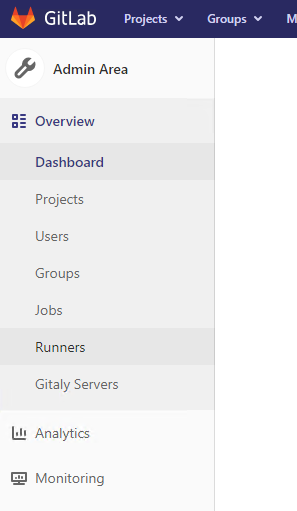 GitLab Projects Groups M
Admin Area
Overview
Dashboard
Projects
Users
Groups
Jobs
Runners
Gitaly Servers
Analytics
Monitoring